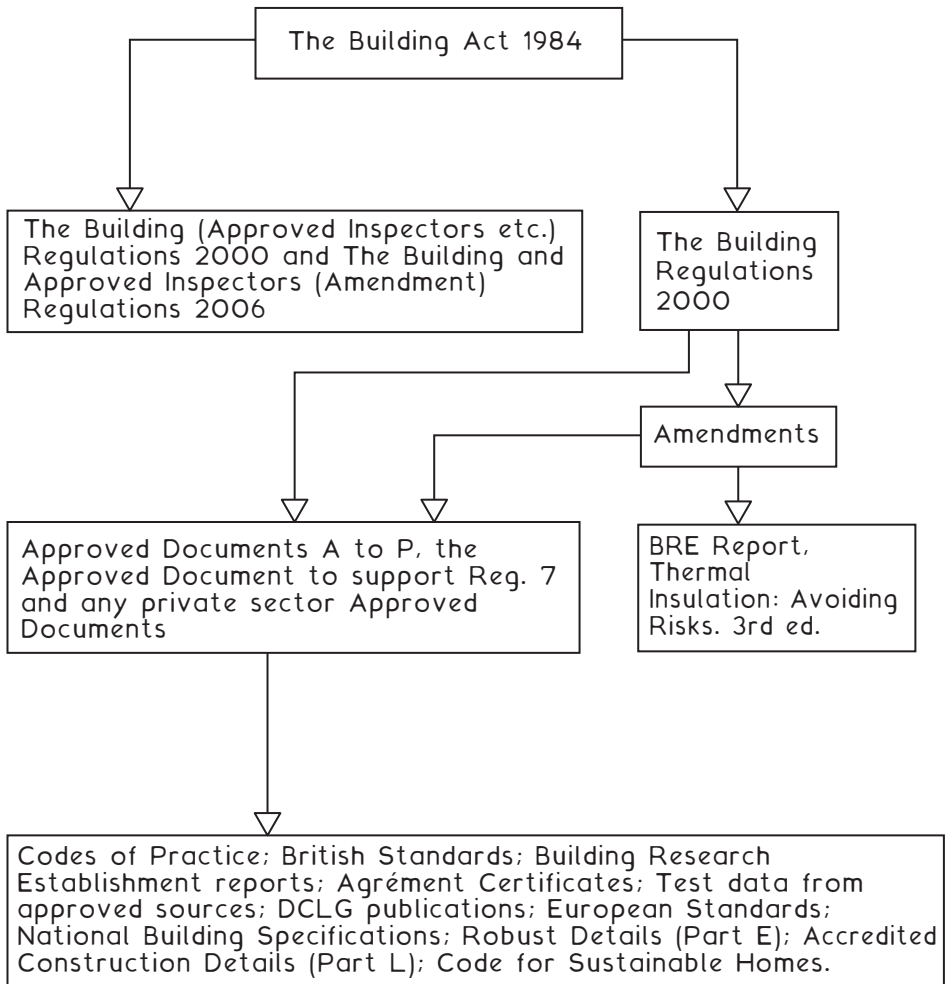 The Building Act 1984
The Building (Approved Inspectors etc.)
Regulations 2000 and The Building and
Approved Inspectors (Amendment)
Regulations 2006
The Building
Regulations
2000
Amendments
Approved Documents A to P, the
Approved Document to support Reg. 7
and any private sector Approved
Documents
BRE Report,
Thermal
Insulation: Avoiding
Risks. 3rd ed.
Codes of Practice; British Standards; Building Research
Establishment reports; Agrément Certificates; Test data from
approved sources; DCLG publications; European Standards;
National Building Specifications; Robust Details (Part E); Accredited
Construction Details (Part L); Code for Sustainable Homes.